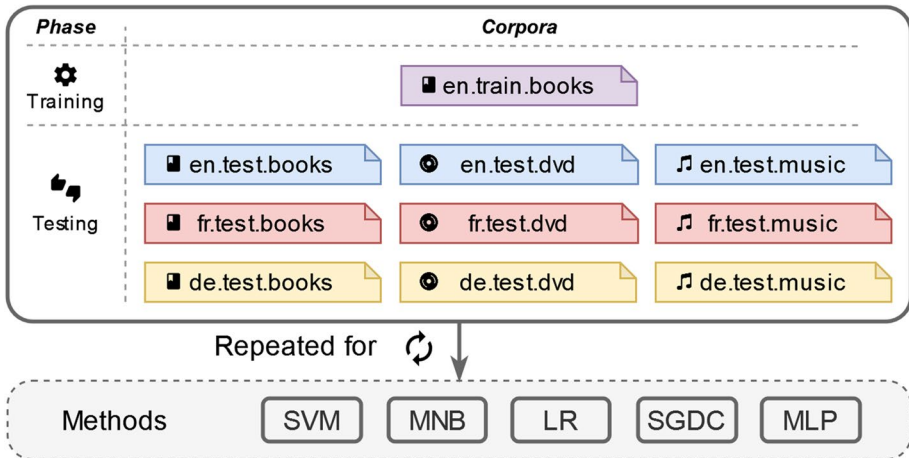 Phase Corpora
Training en.train.books
Testing
en.test.books en.test.dvd en.test.music
fr.test.books fr.test.dvd fr.test.music
de.test.books de.test.dvd de.test.music
Repeated for
Methods SVM MNB LR SGDC MLP